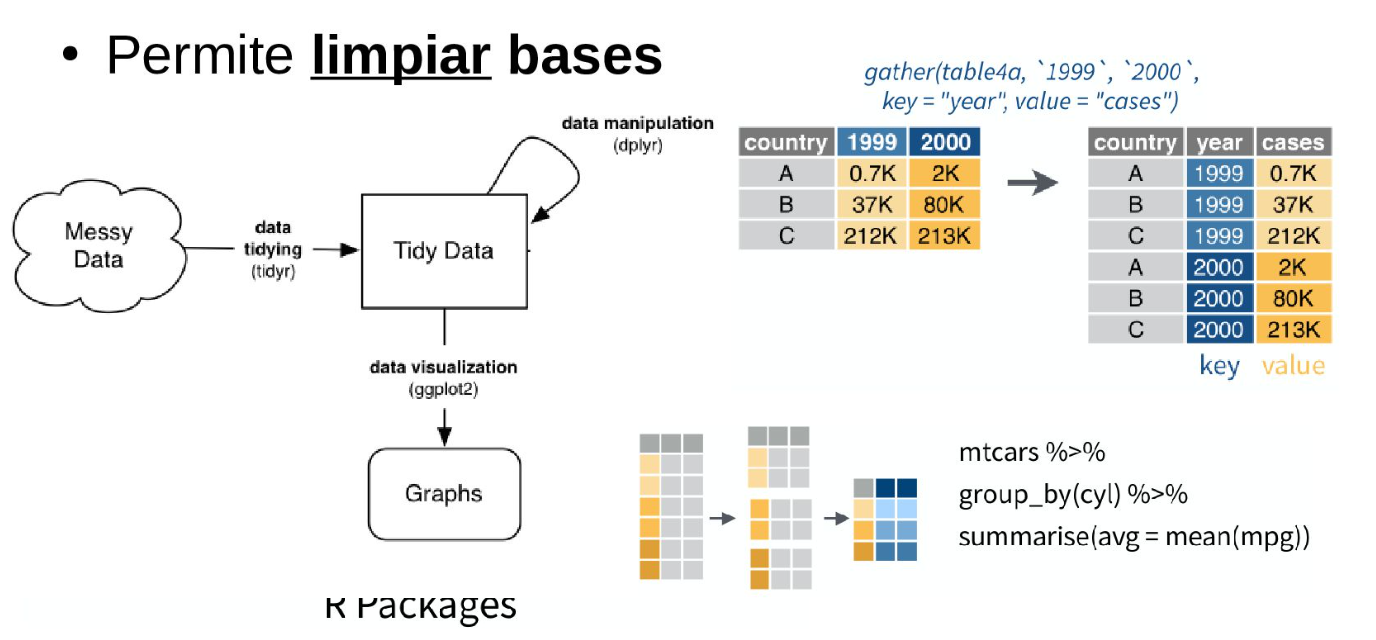 • Permite limpiar bases
data manipulation
(dplyr)
Messy
Data
data
tidying
(tidyr)
Tidy Data
data visualization
(ggplot2)
Graphs
R Packages
gather(table4a, `1999`, `2000`,
key = "year", value = "cases")
country 1999 2000
A 0.7K 2K
B 37K 80K
C 212K 213K
country year cases
A 1999 0.7K
B 1999 37K
C 1999 212K
A 2000 2K
B 2000 80K
C 2000 213K
key value
mtcars %>%
group_by(cyl) %>%
summarise(avg = mean(mpg))